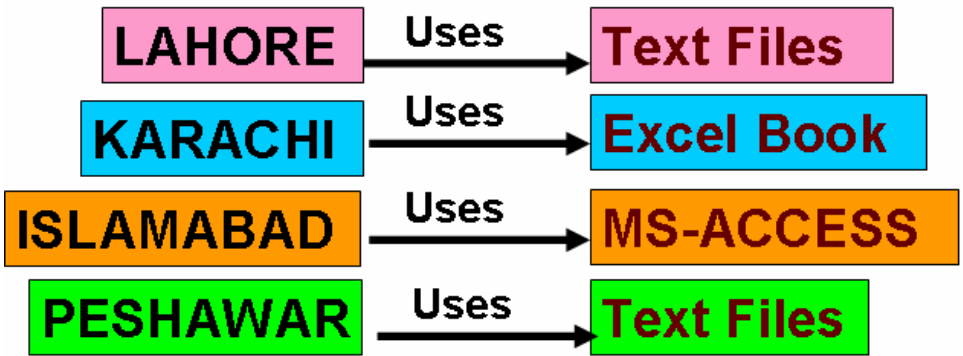 LAHORE Uses Text Files
KARACHI Uses Excel Book
ISLAMABAD Uses MS-ACCESS
PESHAWAR Uses Text Files